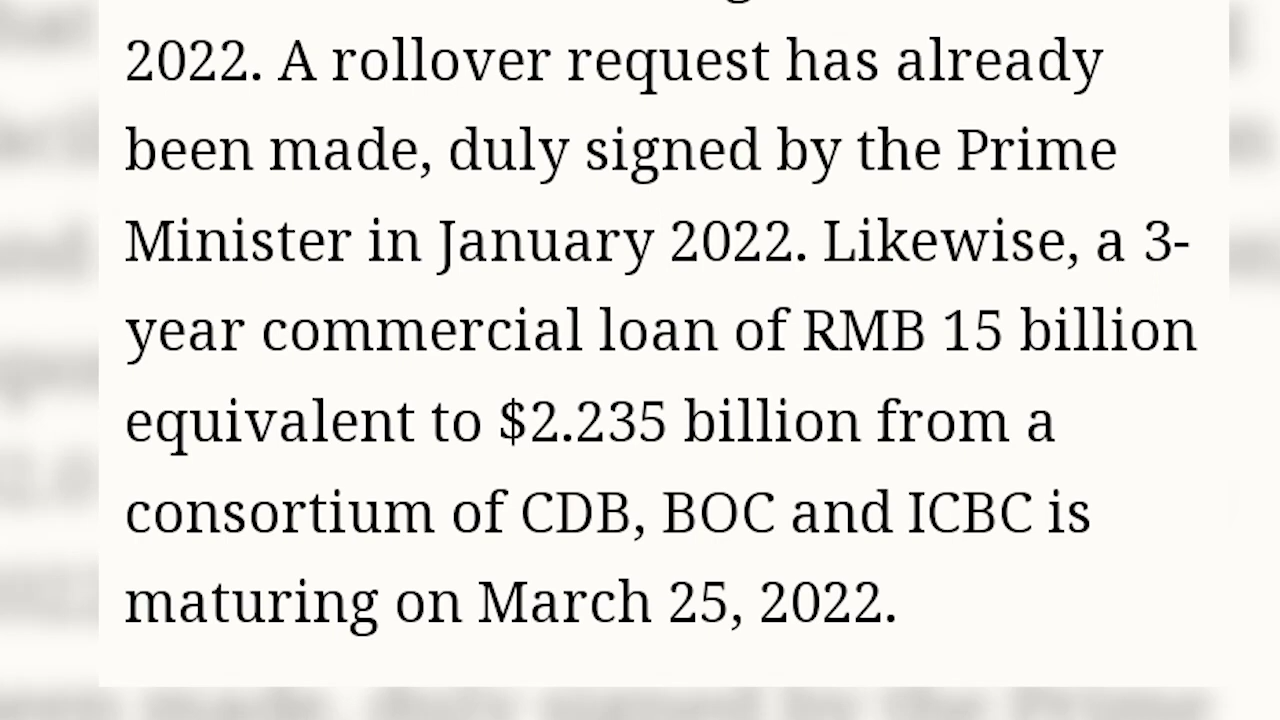 2022. A rollover request has already
been made, duly signed by the Prime
Minister in January 2022. Likewise, a 3-
year commercial loan of RMB 15 billion
equivalent to $2.235 billion from a
consortium of CDB, BOC and ICBC is
maturing on March 25, 2022.